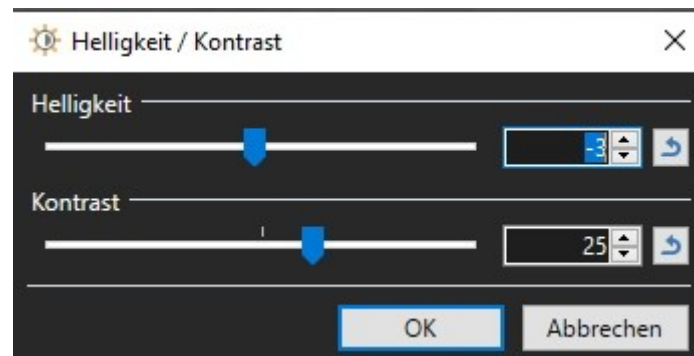 Helligkeit / Kontrast
Helligkeit
-3
Kontrast
25
OK
Abbrechen